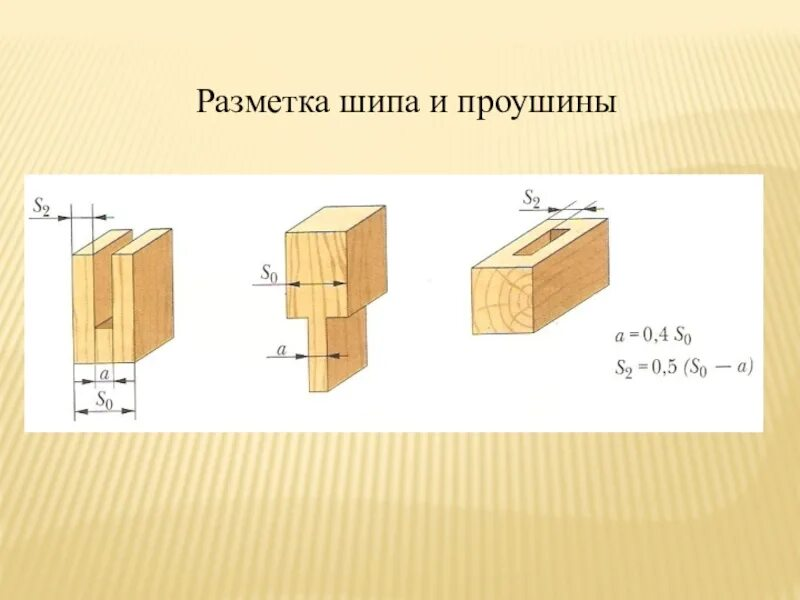 Разметка шипа и проушины
S₂
a
S₀
S₀
a
S₂
a = 0,4 S₀
S₂ = 0,5 (S₀ — a)